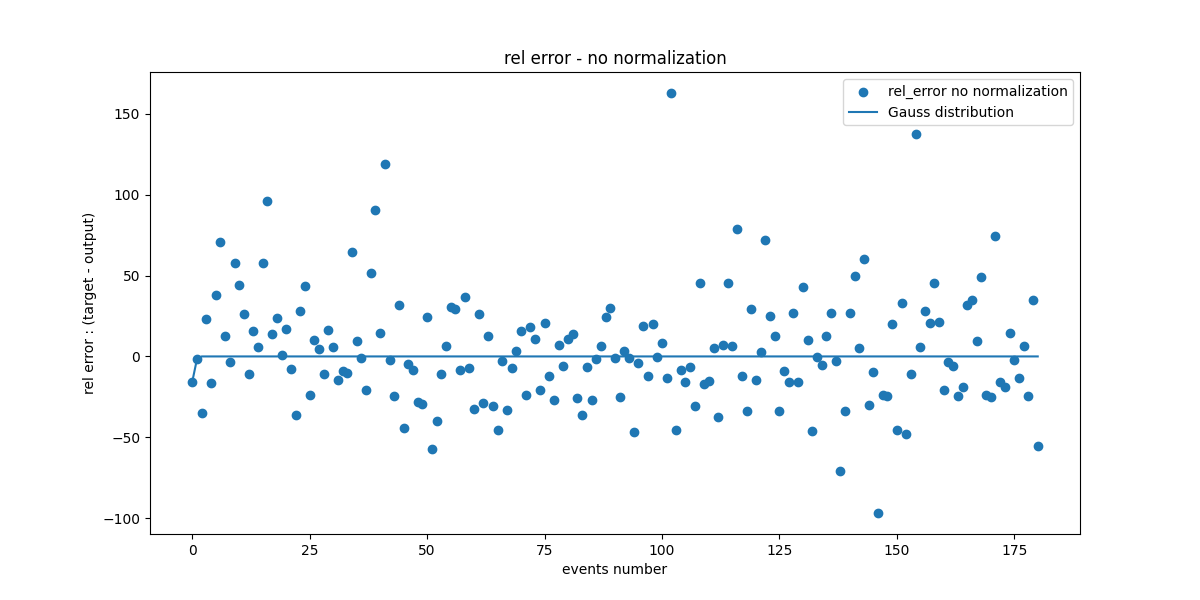 rel error - no normalization
rel_error no normalization
Gauss distribution
150
100
50
0
−50
−100
rel error : (target - output)
0 25 50 75 100 125 150 175
events number